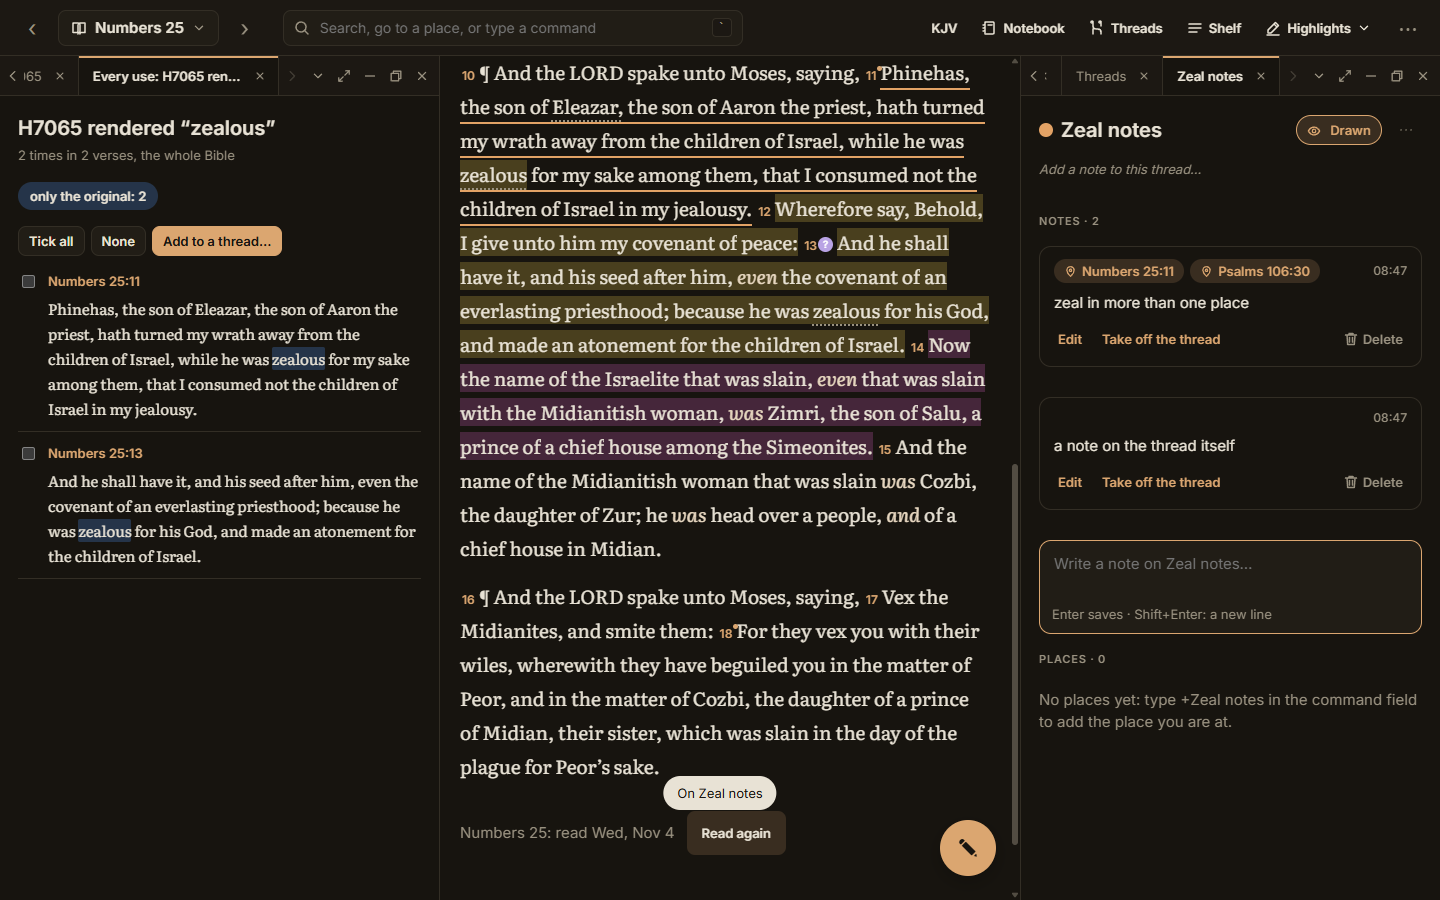 Numbers 25
Search, go to a place, or type a command
`
KJV
Notebook
Threads
Shelf
Highlights
...
Every use: H7065 ren...
H7065 rendered “zealous”
2 times in 2 verses, the whole Bible
only the original: 2
Tick all
None
Add to a thread...
Numbers 25:11
Phinehas, the son of Eleazar, the son of Aaron the
priest, hath turned my wrath away from the
children of Israel, while he was zealous for my sake
among them, that I consumed not the children of
Israel in my jealousy.
Numbers 25:13
And he shall have it, and his seed after him, even the
covenant of an everlasting priesthood; because he
was zealous for his God, and made an atonement for
the children of Israel.
10 ¶ And the LORD spake unto Moses, saying, 11 Phinehas,
the son of Eleazar, the son of Aaron the priest, hath turned
my wrath away from the children of Israel, while he was
zealous for my sake among them, that I consumed not the
children of Israel in my jealousy. 12 Wherefore say, Behold,
I give unto him my covenant of peace: 13 ? And he shall
have it, and his seed after him, even the covenant of an
everlasting priesthood; because he was zealous for his God,
and made an atonement for the children of Israel. 14 Now
the name of the Israelite that was slain, even that was slain
with the Midianitish woman, was Zimri, the son of Salu, a
prince of a chief house among the Simeonites. 15 And the
name of the Midianitish woman that was slain was Cozbi,
the daughter of Zur; he was head over a people, and of a
chief house in Midian.
16 ¶ And the LORD spake unto Moses, saying, 17 Vex the
Midianites, and smite them: 18 For they vex you with their
wiles, wherewith they have beguiled you in the matter of
Peor, and in the matter of Cozbi, the daughter of a prince
of Midian, their sister, which was slain in the day of the
plague for Peor’s sake.
On Zeal notes
Numbers 25: read Wed, Nov 4
Read again
Threads
Zeal notes
Zeal notes
Drawn
...
Add a note to this thread...
NOTES · 2
Numbers 25:11
Psalms 106:30
08:47
zeal in more than one place
Edit
Take off the thread
Delete
08:47
a note on the thread itself
Edit
Take off the thread
Delete
Write a note on Zeal notes...
Enter saves · Shift+Enter: a new line
PLACES · 0
No places yet: type +Zeal notes in the command field
to add the place you are at.